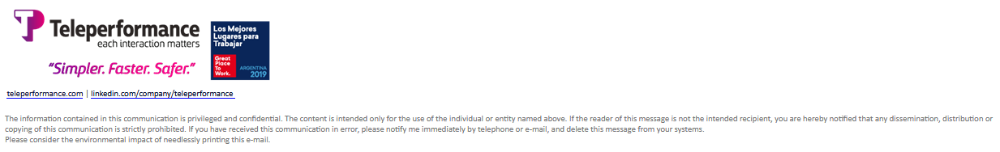 Teleperformance
each interaction matters
Los Mejores
Lugares para
Trabajar
"Simpler. Faster. Safer."
Great
Place
To
Work.
ARGENTINA
2019
teleperformance.com | linkedin.com/company/teleperformance
The information contained in this communication is privileged and confidential. The content is intended only for the use of the individual or entity named above. If the reader of this message is not the intended recipient, you are hereby notified that any dissemination, distribution or
copying of this communication is strictly prohibited. If you have received this communication in error, please notify me immediately by telephone or e-mail, and delete this message from your systems.
Please consider the environmental impact of needlessly printing this e-mail.